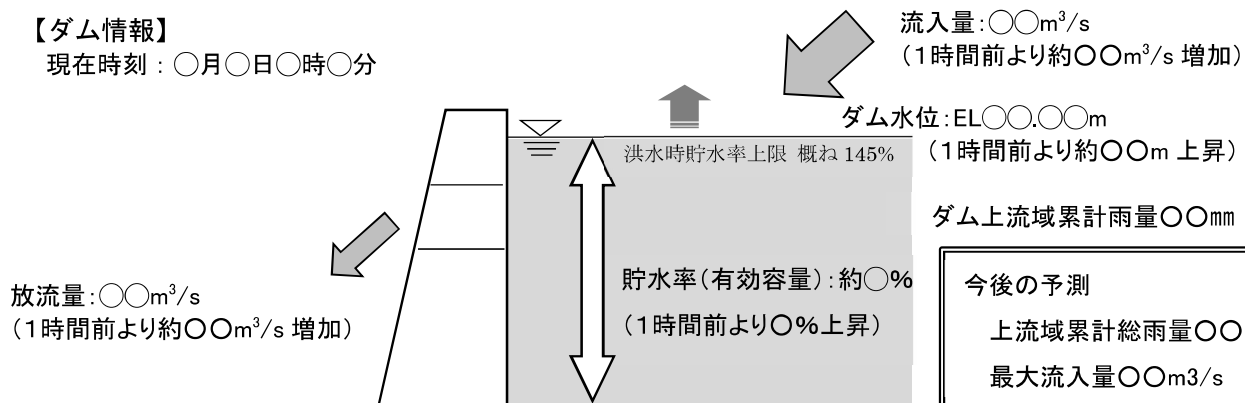 【ダム情報】
現在時刻：○月○日○時○分
流入量：○○m³/s
（1時間前より約○○m³/s 増加）
ダム水位：EL○○.○○m
（1時間前より約○○m 上昇）
洪水時貯水率上限 概ね 145%
ダム上流域累計雨量○○㎜
貯水率（有効容量）：約○%
（1時間前より○%上昇）
放流量：○○m³/s
（1時間前より約○○m³/s 増加）
今後の予測
上流域累計総雨量○○
最大流入量○○m3/s